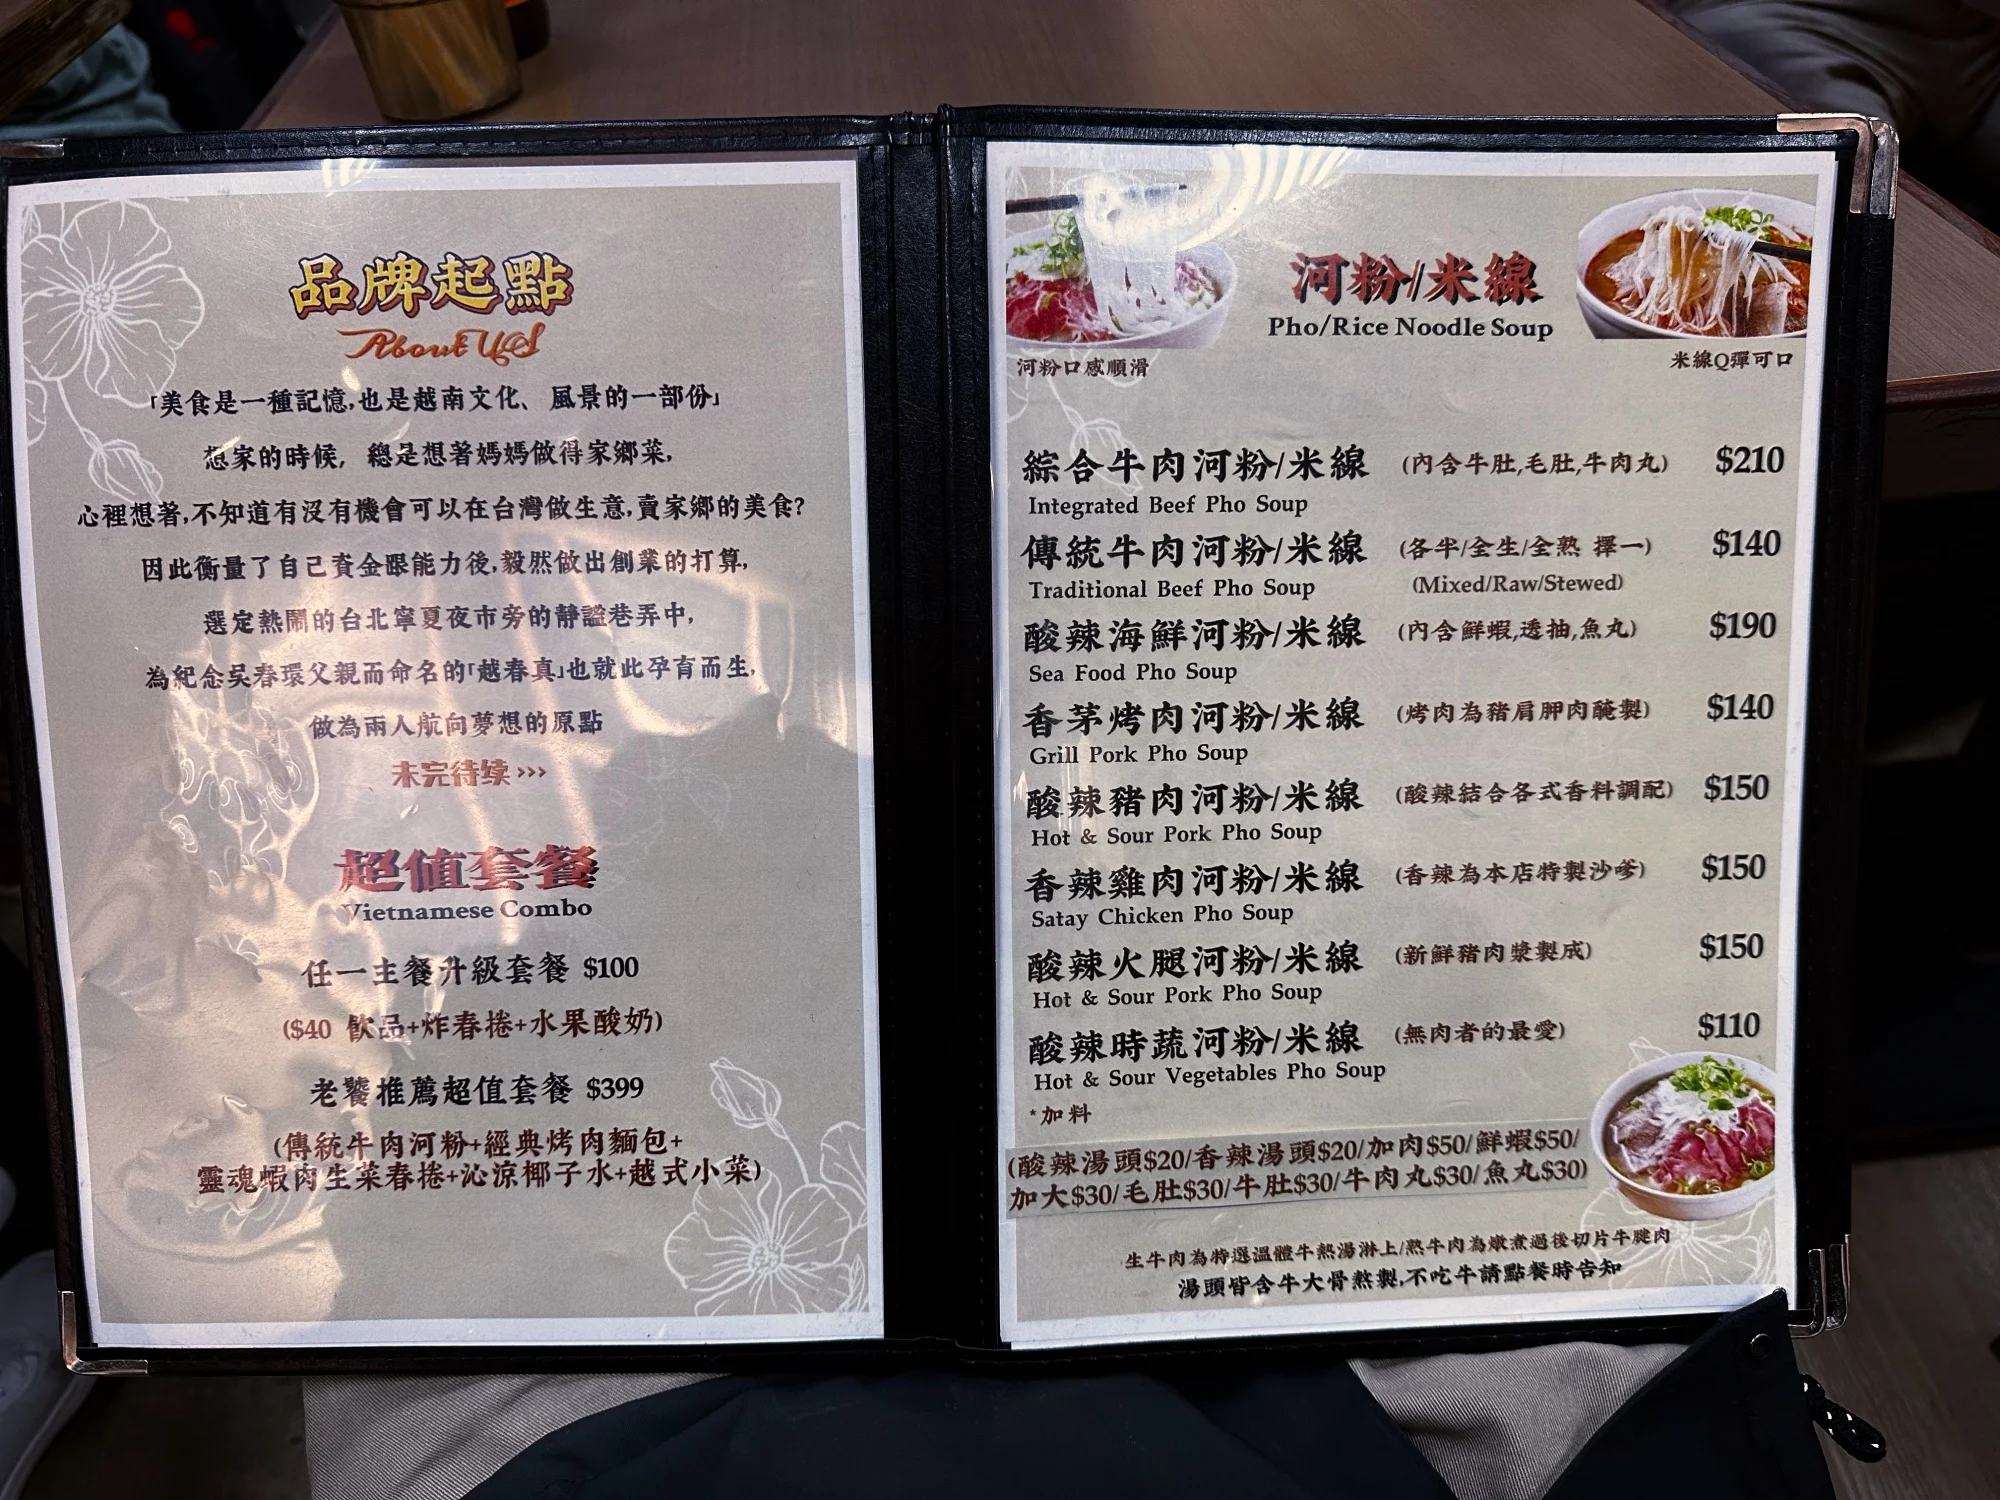 品牌起點
About US
「美食是一種記憶,也是越南文化、風景的一部份」
想家的時候, 總是想著媽媽做得家鄉菜,
心裡想著,不知道有沒有機會可以在台灣做生意,賣家鄉的美食?
因此衡量了自己資金跟能力後,毅然做出創業的打算,
選定熱鬧的台北寧夏夜市旁的靜謐巷弄中,
為紀念吳春環父親而命名的「越春真」也就此孕育而生,
做為兩人航向夢想的原點
未完待续>>>
超值套餐
Vietnamese Combo
任一主餐升級套餐 $100
($40 飲品+炸春捲+水果酸奶)
老饕推薦超值套餐 $399
(傳統牛肉河粉+經典烤肉麵包+
靈魂蝦肉生菜春捲+沁涼椰子水+越式小菜)
河粉/米線
Pho/Rice Noodle Soup
河粉口感順滑
米線Q彈可口
綜合牛肉河粉/米線 (內含牛肚,毛肚,牛肉丸) $210
Integrated Beef Pho Soup
傳統牛肉河粉/米線 (各半/全生/全熟 擇一) $140
Traditional Beef Pho Soup (Mixed/Raw/Stewed)
酸辣海鮮河粉/米線 (內含鮮蝦,透抽,魚丸) $190
Sea Food Pho Soup
香茅烤肉河粉/米線 (烤肉為豬肩胛肉醃製) $140
Grill Pork Pho Soup
酸辣豬肉河粉/米線 (酸辣結合各式香料調配) $150
Hot & Sour Pork Pho Soup
香辣雞肉河粉/米線 (香辣為本店特製沙嗲) $150
Satay Chicken Pho Soup
酸辣火腿河粉/米線 (新鮮豬肉漿製成) $150
Hot & Sour Pork Pho Soup
酸辣時蔬河粉/米線 (無肉者的最愛) $110
Hot & Sour Vegetables Pho Soup
*加料
(酸辣湯頭$20/香辣湯頭$20/加肉$50/鮮蝦$50/
加大$30/毛肚$30/牛肚$30/牛肉丸$30/魚丸$30)
生牛肉為特選溫體牛熱湯淋上/熟牛肉為燉煮過後切片牛腱肉
湯頭皆含牛大骨熬製,不吃牛請點餐時告知